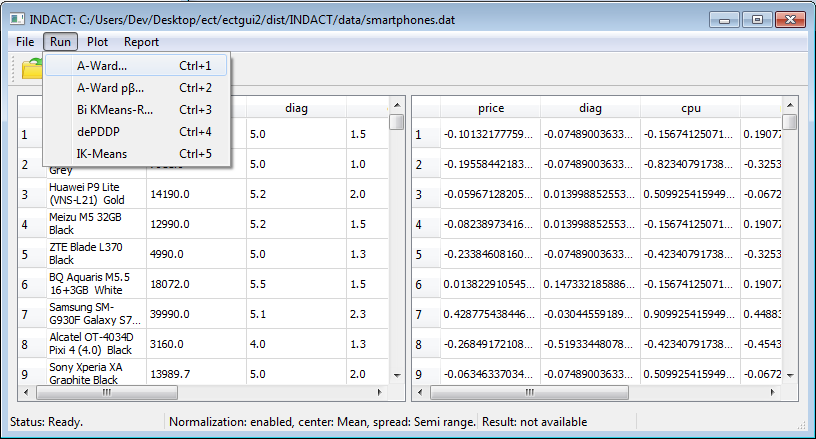 INDACT: C:/Users/Dev/Desktop/ect/ectgui2/dist/INDACT/data/smartphones.dat
File Run Plot Report
A-Ward... Ctrl+1
A-Ward pβ... Ctrl+2
Bi KMeans-R... Ctrl+3
dePDDP Ctrl+4
IK-Means Ctrl+5
diag
1 5.0 1.5
2 Grey 5.0 1.0
3 Huawei P9 Lite (VNS-L21) Gold 14190.0 5.2 2.0
4 Meizu M5 32GB Black 12990.0 5.2 1.5
5 ZTE Blade L370 Black 4990.0 5.0 1.3
6 BQ Aquaris M5.5 16+3GB White 18072.0 5.5 1.5
7 Samsung SM-G930F Galaxy S7... 39990.0 5.1 2.3
8 Alcatel OT-4034D Pixi 4 (4.0) Black 3160.0 4.0 1.3
9 Sony Xperia XA Graphite Black 13989.7 5.0 2.0
price diag cpu
1 -0.10132177759... -0.07489003633... -0.15674125071... 0.19077
2 -0.19558442183... -0.07489003633... -0.82340791738... -0.3253
3 -0.05967128205... 0.013998852553... 0.509925415949... -0.0672
4 -0.08238973416... 0.013998852553... -0.15674125071... 0.19077
5 -0.23384608160... -0.07489003633... -0.42340791738... -0.3253
6 0.013822910545... 0.147332185886... -0.15674125071... 0.19077
7 0.428775438446... -0.03044559189... 0.909925415949... 0.44883
8 -0.26849172108... -0.51933448078... -0.42340791738... -0.4543
9 -0.06346337034... -0.07489003633... 0.509925415949... -0.0672
Status: Ready. Normalization: enabled, center: Mean, spread: Semi range. Result: not available